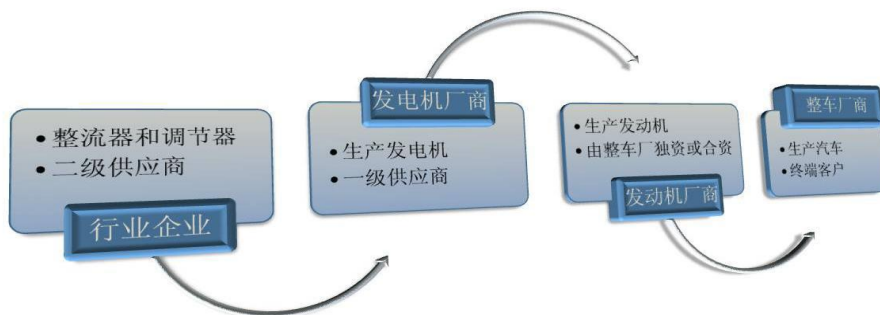 • 整流器和调节器
• 二级供应商
行业企业
发电机厂商
• 生产发电机
• 一级供应商
• 生产发动机
• 由整车厂独资或合资
发动机厂商
整车厂商
• 生产汽车
• 终端客户